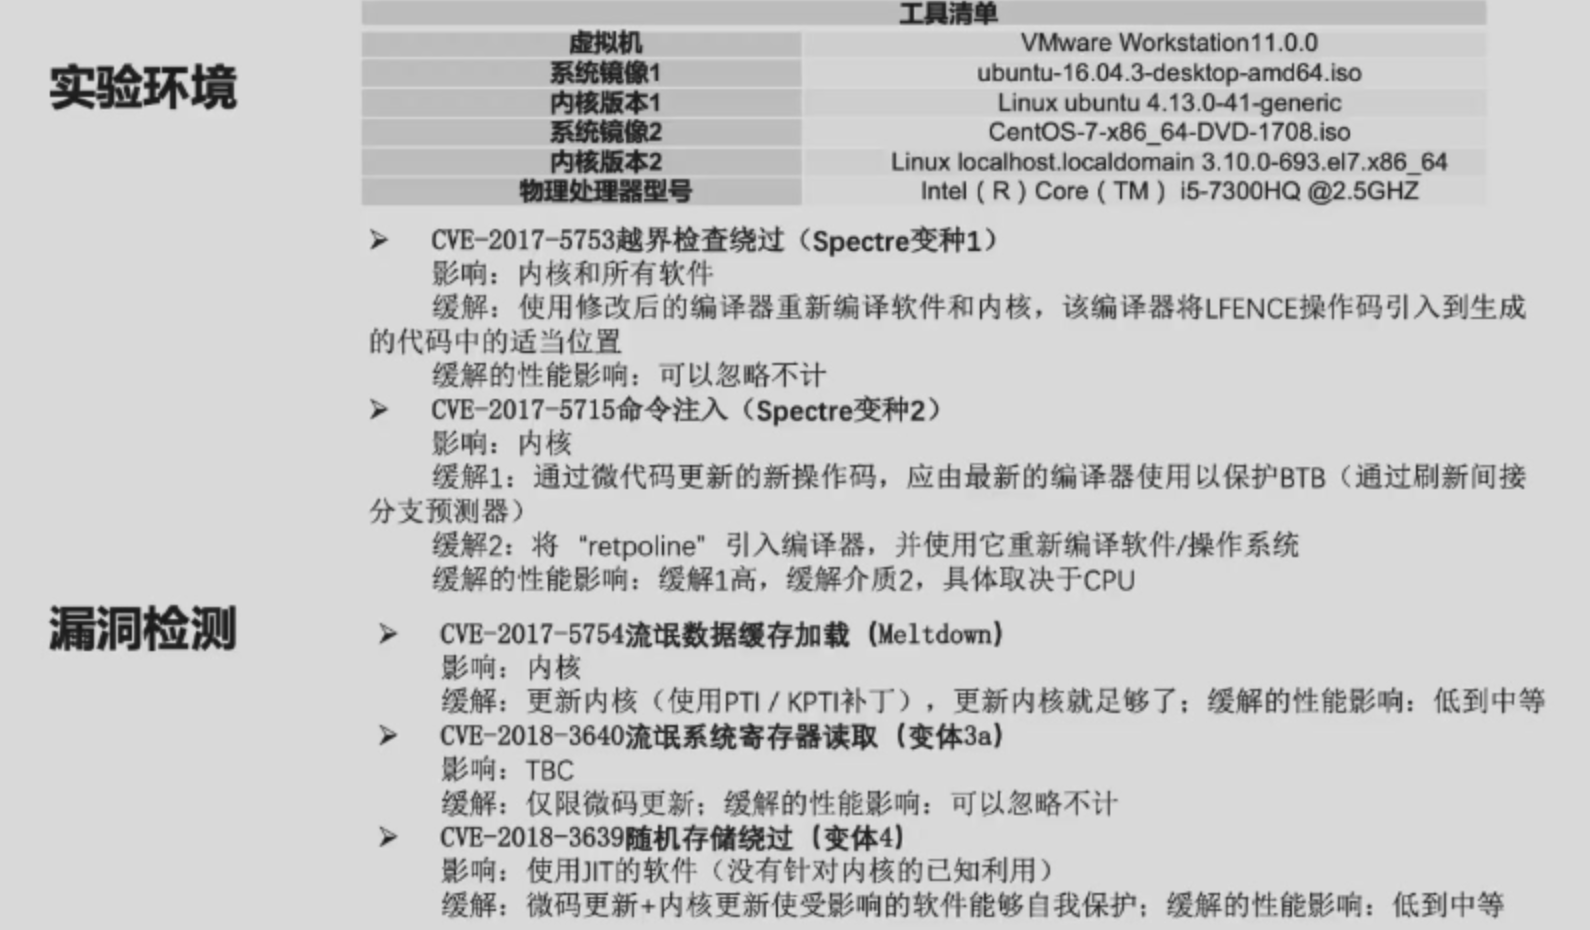 工具清单
实验环境
虚拟机 VMware Workstation11.0.0
系统镜像1 ubuntu-16.04.3-desktop-amd64.iso
内核版本1 Linux ubuntu 4.13.0-41-generic
系统镜像2 CentOS-7-x86_64-DVD-1708.iso
内核版本2 Linux localhost.localdomain 3.10.0-693.el7.x86_64
物理处理器型号 Intel（R）Core（TM） i5-7300HQ @2.5GHZ
➢ CVE-2017-5753越界检查绕过（Spectre变种1）
影响：内核和所有软件
缓解：使用修改后的编译器重新编译软件和内核，该编译器将LFENCE操作码引入到生成
的代码中的适当位置
缓解的性能影响：可以忽略不计
➢ CVE-2017-5715命令注入（Spectre变种2）
影响：内核
缓解1：通过微代码更新的新操作码，应由最新的编译器使用以保护BTB（通过刷新间接
分支预测器）
缓解2：将“retpoline”引入编译器，并使用它重新编译软件/操作系统
缓解的性能影响：缓解1高，缓解介质2，具体取决于CPU
漏洞检测
➢ CVE-2017-5754流氓数据缓存加载（Meltdown）
影响：内核
缓解：更新内核（使用PTI / KPTI补丁），更新内核就足够了；缓解的性能影响：低到中等
➢ CVE-2018-3640流氓系统寄存器读取（变体3a）
影响：TBC
缓解：仅限微码更新；缓解的性能影响：可以忽略不计
➢ CVE-2018-3639随机存储绕过（变体4）
影响：使用JIT的软件（没有针对内核的已知利用）
缓解：微码更新+内核更新使受影响的软件能够自我保护；缓解的性能影响：低到中等